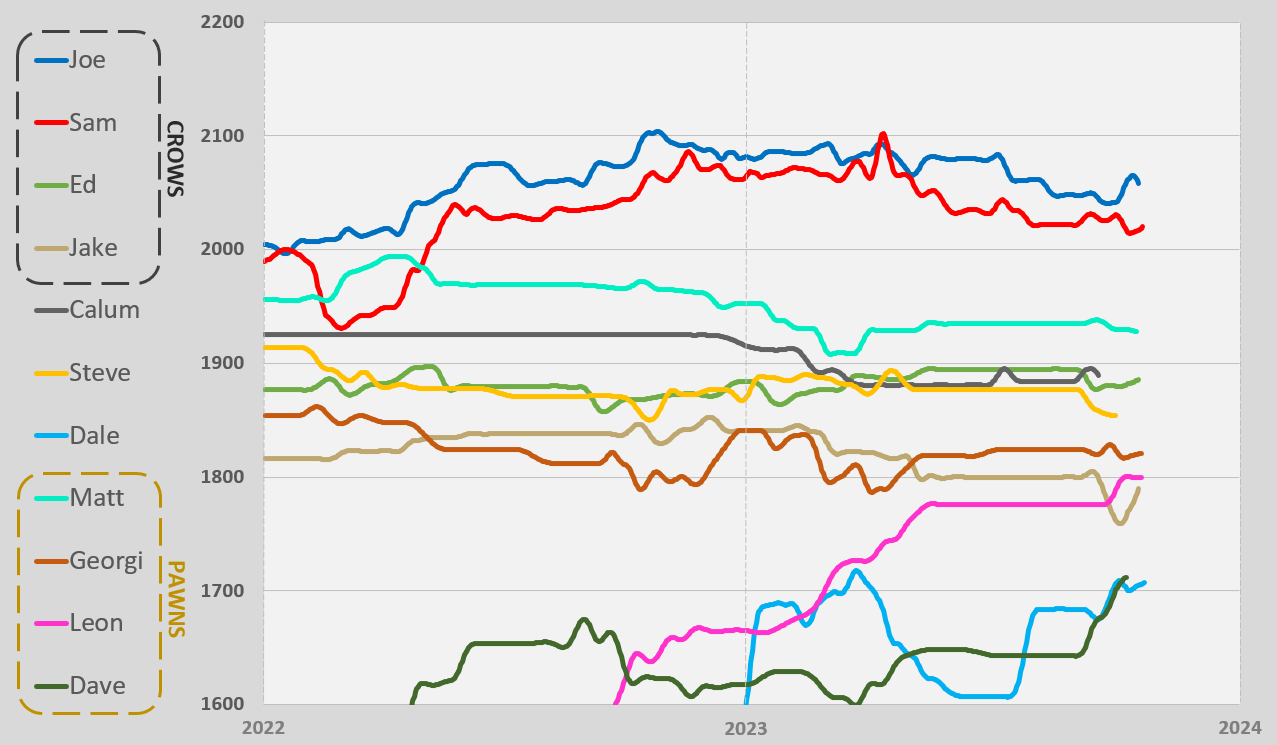 2200
2100
2000
1900
1800
1700
1600
2022
2023
2024
Joe
Sam
Ed
Jake
CROWS
Calum
Steve
Dale
Matt
Georgi
Leon
Dave
PAWNS